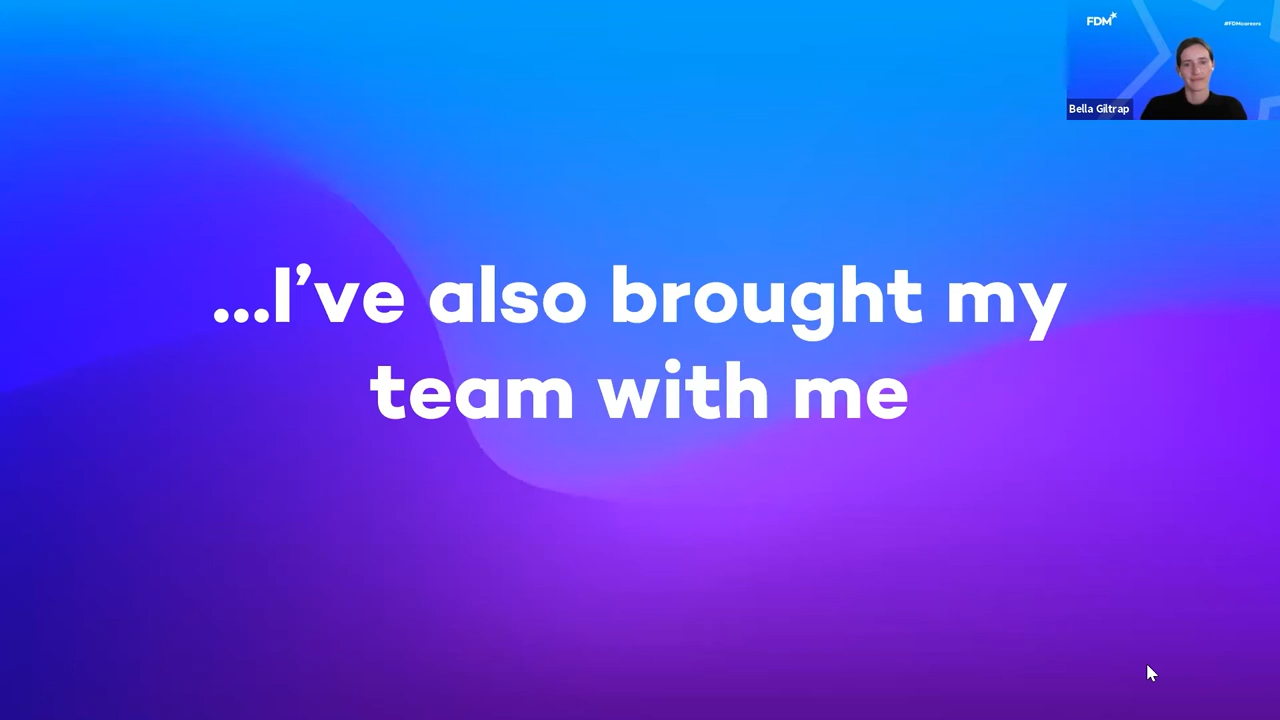 FDM
#FDMcareers
Bella Giltrap
...I've also brought my
team with me